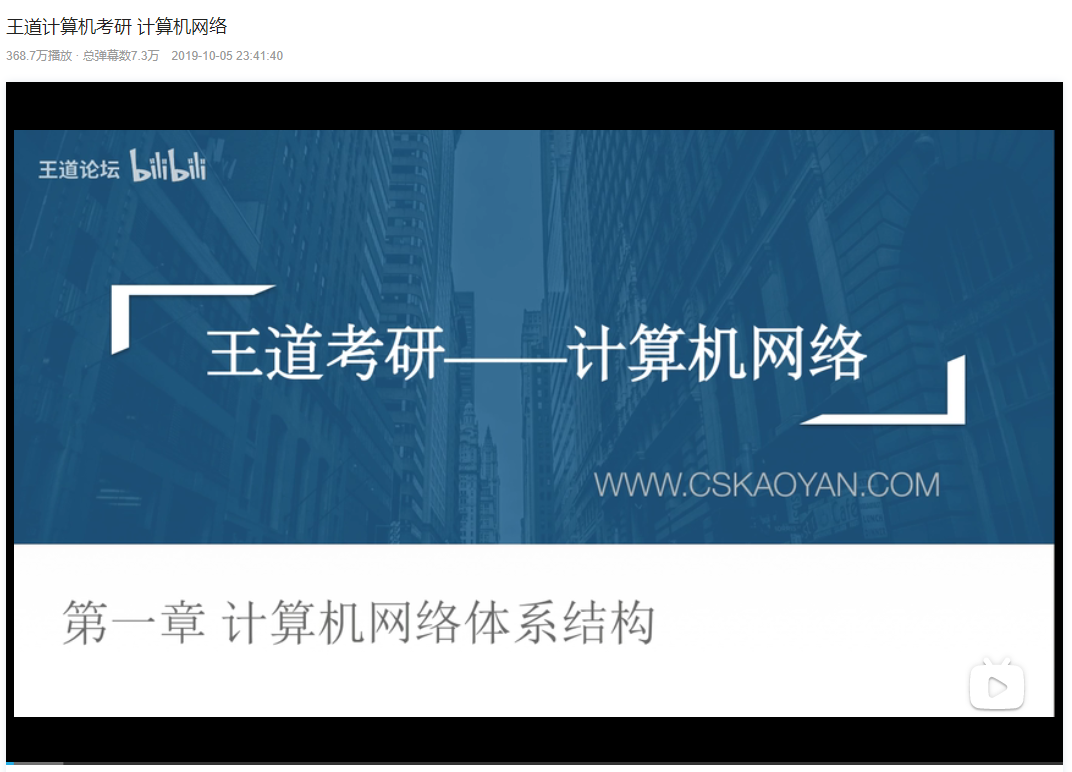 王道计算机考研 计算机网络
368.7万播放 · 总弹幕数7.3万 2019-10-05 23:41:40
王道论坛 bilibili
王道考研——计算机网络
WWW.CSKAOYAN.COM
第一章 计算机网络体系结构